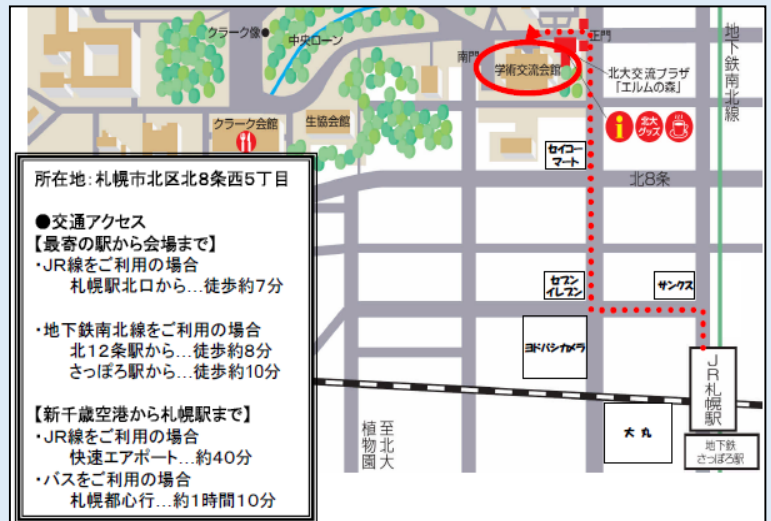 クラーク像
中央ローン
正門
南門
学術交流会館
北大交流プラザ
「エルムの森」
地下鉄南北線
クラーク会館
生協会館
i
北大
グッズ
セイコー
マート
北8条
所在地：札幌市北区北8条西5丁目
●交通アクセス
【最寄の駅から会場まで】
・JR線をご利用の場合
札幌駅北口から…徒歩約7分
・地下鉄南北線をご利用の場合
北12条駅から…徒歩約8分
さっぽろ駅から…徒歩約10分
【新千歳空港から札幌駅まで】
・JR線をご利用の場合
快速エアポート…約40分
・バスをご利用の場合
札幌都心行…約1時間10分
セブン
イレブン
サンクス
ヨドバシカメラ
JR札幌駅
大丸
地下鉄
さっぽろ駅
至北大
植物園